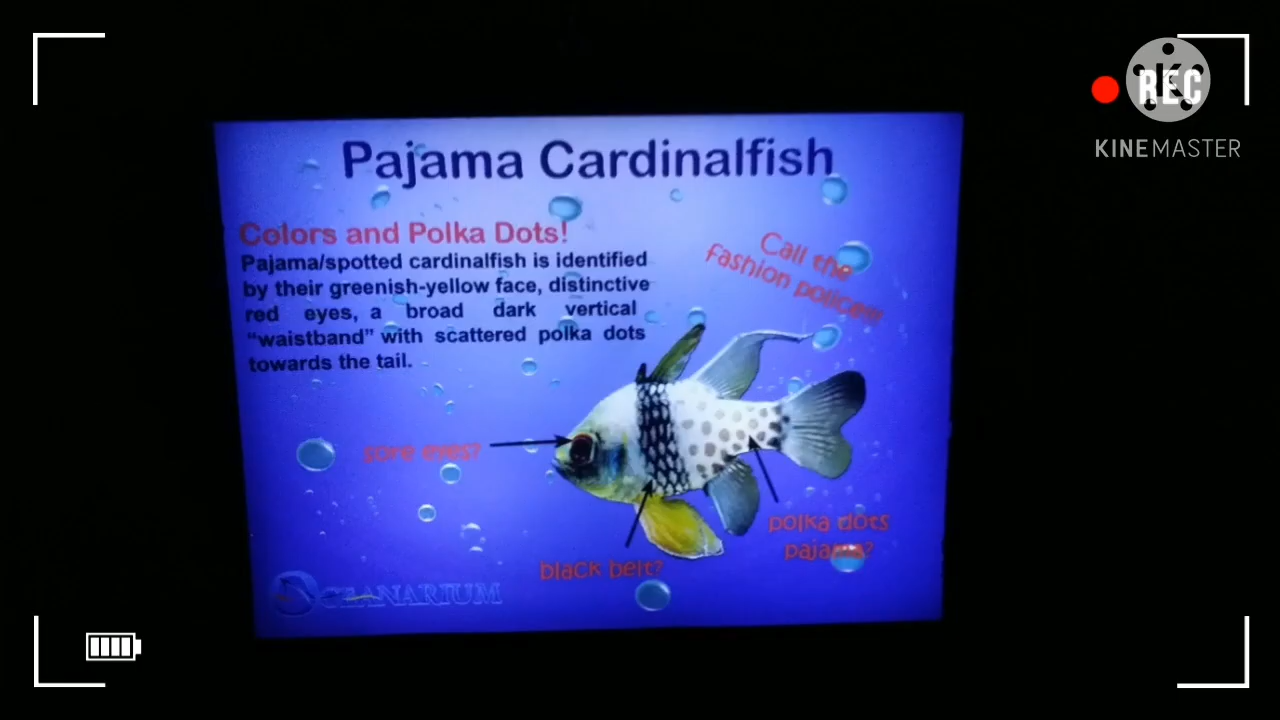 REC
KINEMASTER
Pajama Cardinalfish
Colors and Polka Dots!
Pajama/spotted cardinalfish is identified
by their greenish-yellow face, distinctive
red eyes, a broad dark vertical
"waistband" with scattered polka dots
towards the tail.
Call the
fashion police!!!
sore eyes?
polka dots
pajama?
black belt?
OCEANARIUM